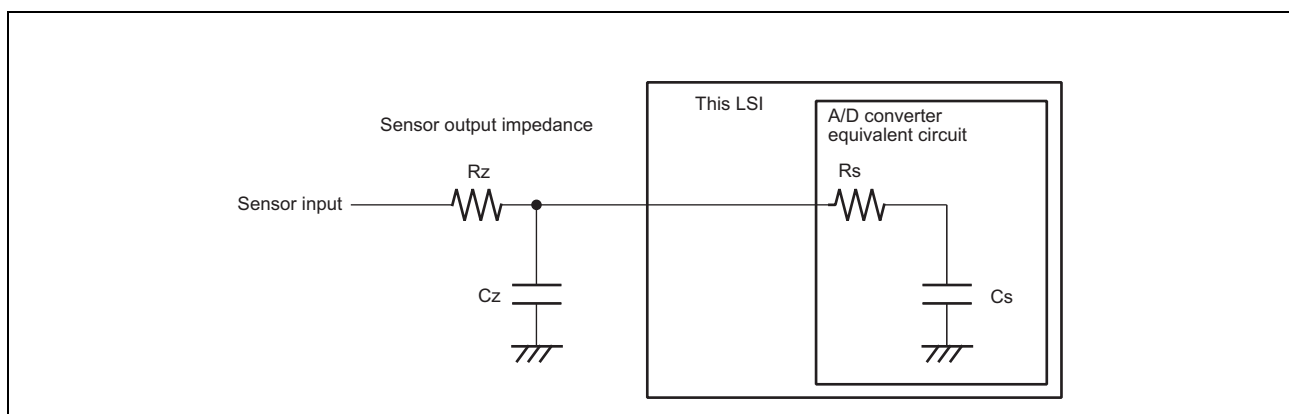 This LSI
A/D converter
equivalent circuit
Sensor output impedance
Rz
Rs
Sensor input
Cz
Cs